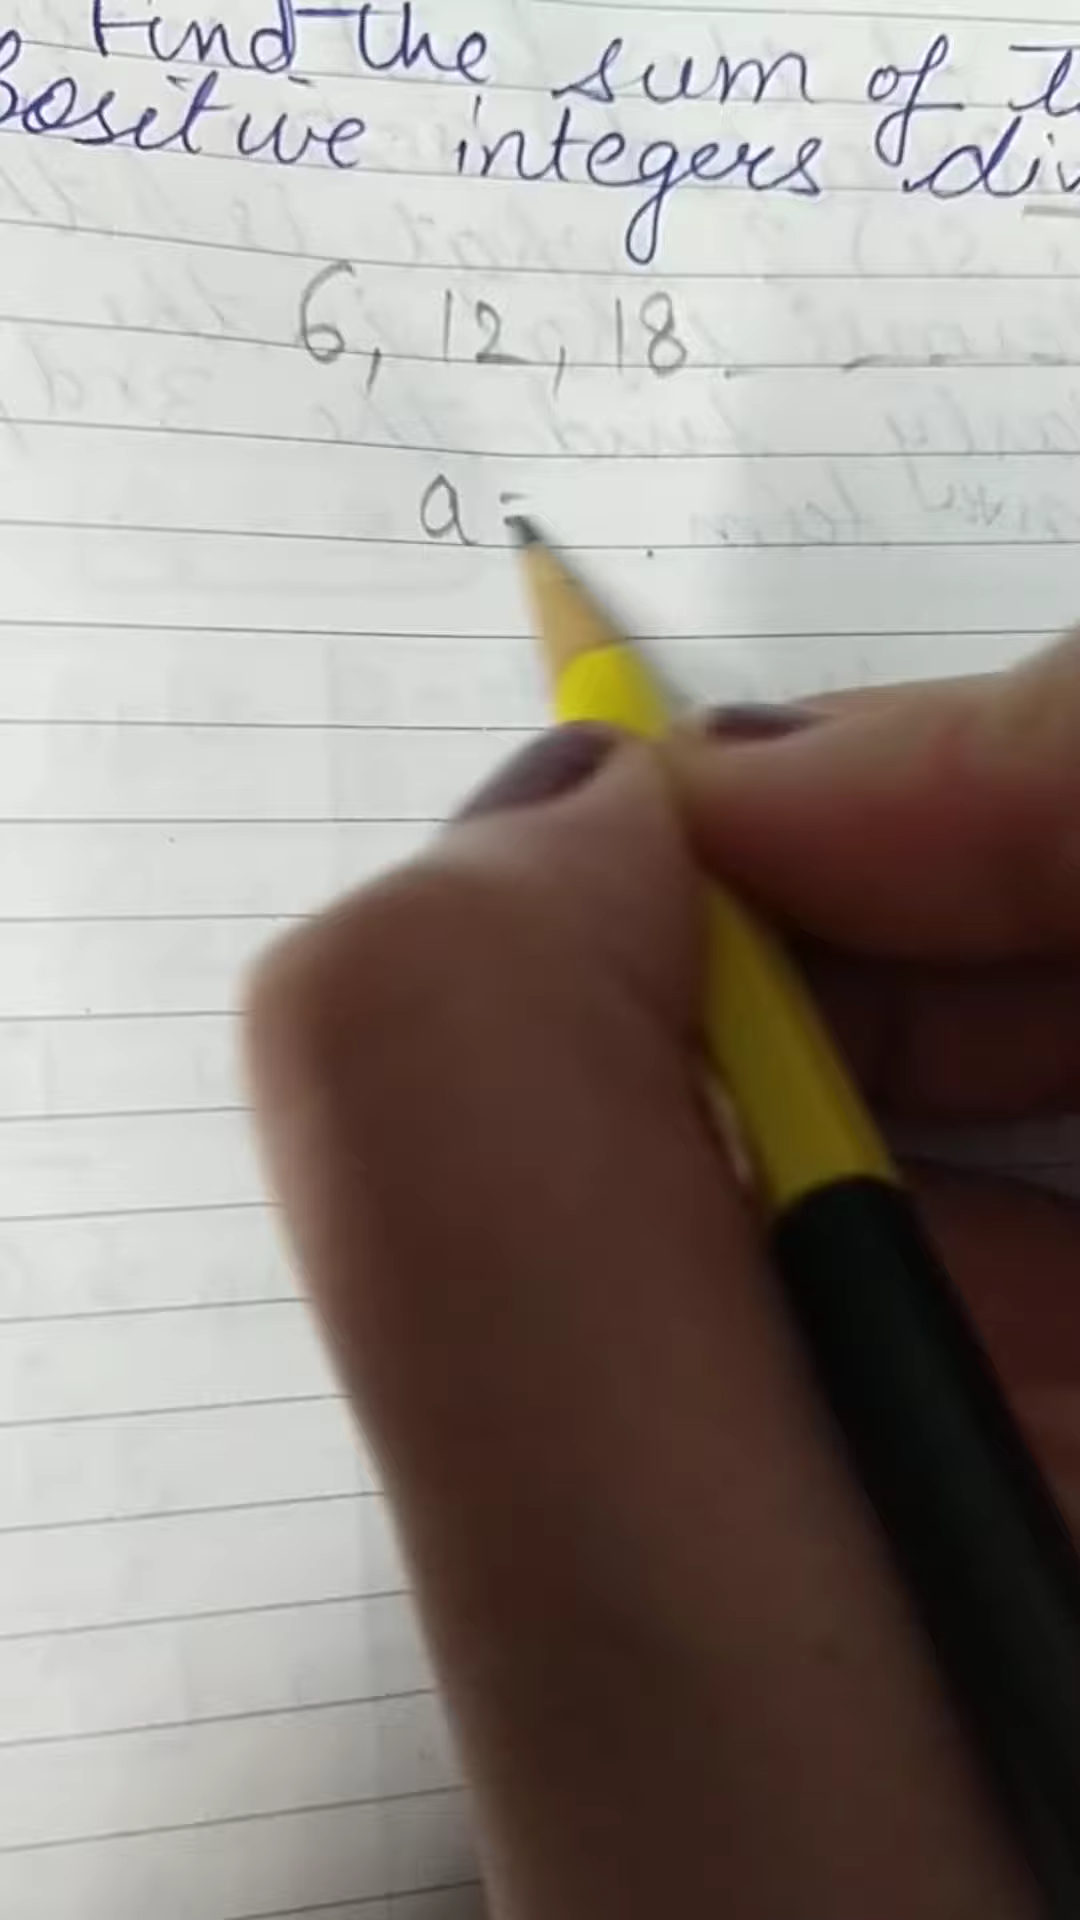 Find the sum of
positive integers
6, 12, 18
a =